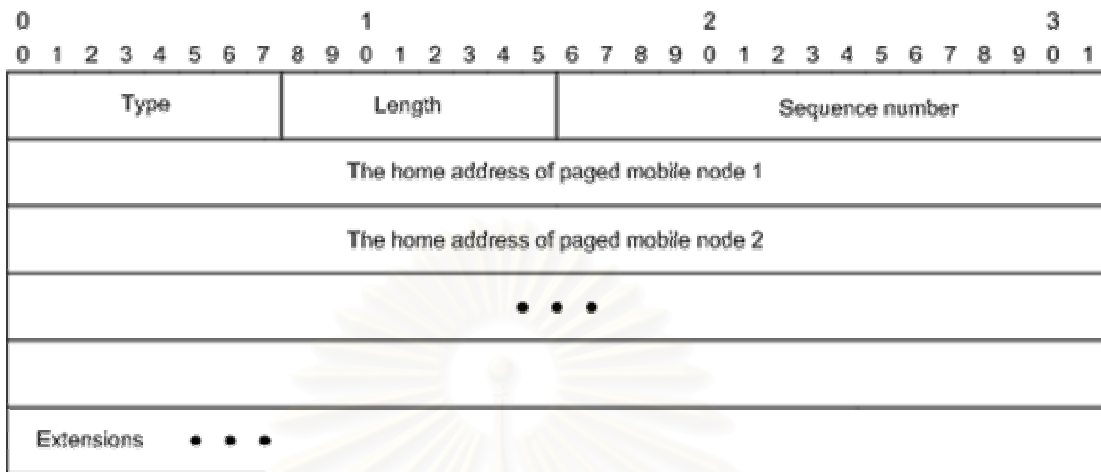 0 1 2 3
0 1 2 3 4 5 6 7 8 9 0 1 2 3 4 5 6 7 8 9 0 1 2 3 4 5 6 7 8 9 0 1
Type Length Sequence number
The home address of paged mobile node 1
The home address of paged mobile node 2
• • •
Extensions • • •